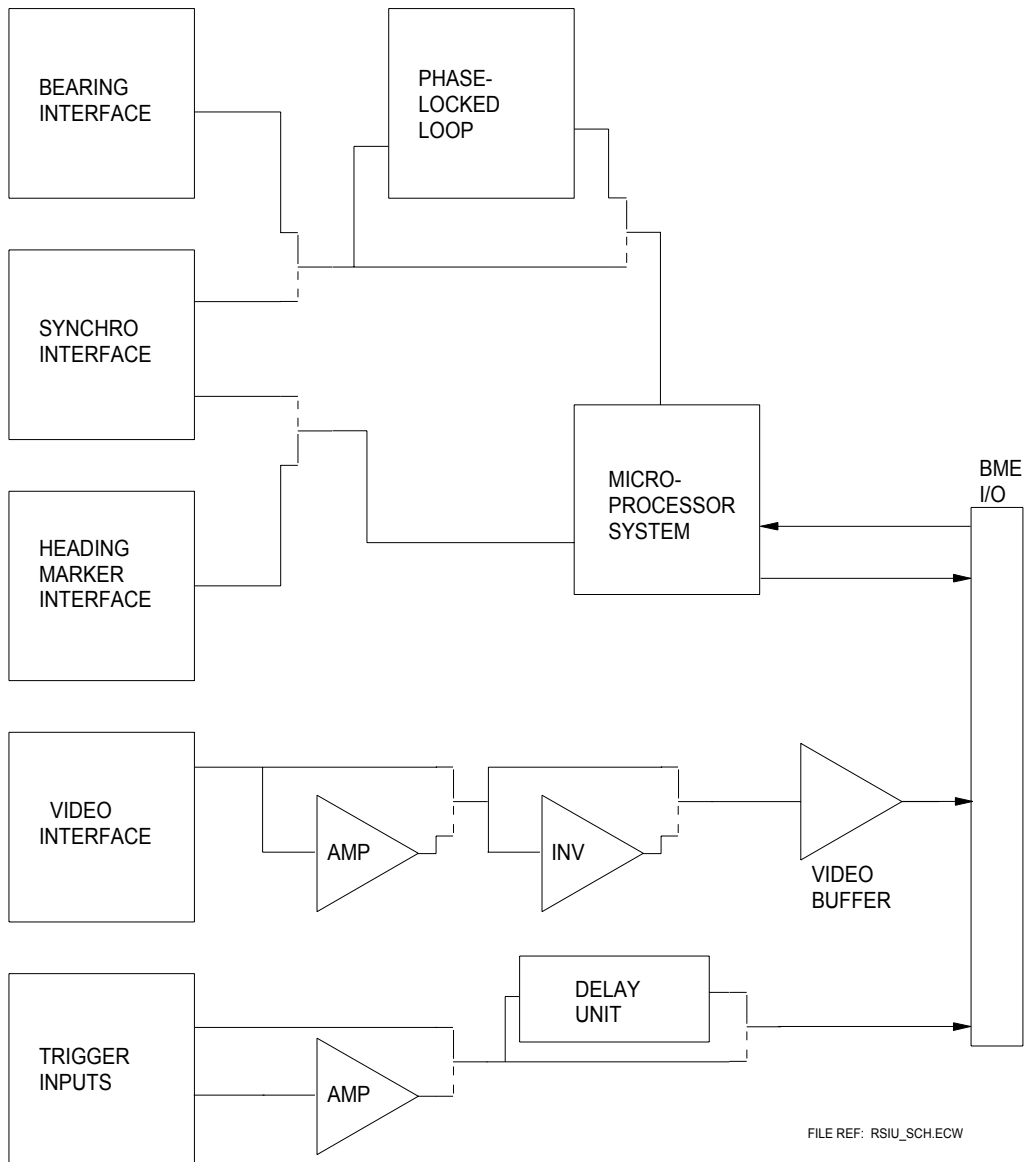 BEARING
INTERFACE
PHASE-
LOCKED
LOOP
SYNCHRO
INTERFACE
MICRO-
PROCESSOR
SYSTEM
BME
I/O
HEADING
MARKER
INTERFACE
VIDEO
INTERFACE
AMP
INV
VIDEO
BUFFER
DELAY
UNIT
TRIGGER
INPUTS
AMP
FILE REF: RSIU_SCH.ECW